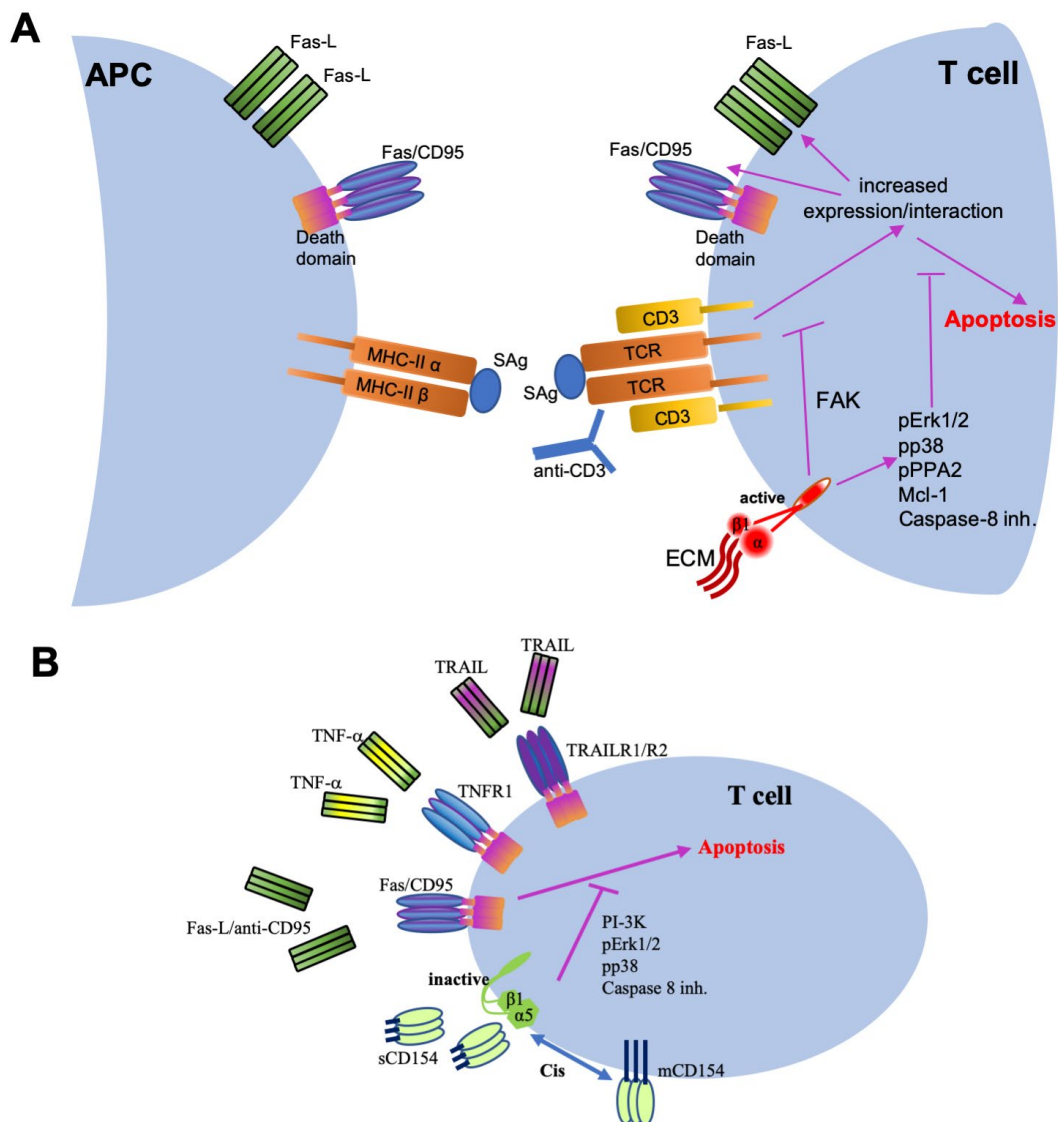 A
APC
Fas-L
Fas-L
Fas/CD95
Death
domain
MHC-II α
MHC-II β
SAg
T cell
Fas-L
Fas/CD95
Death
domain
increased
expression/interaction
Apoptosis
CD3
TCR
SAg
TCR
CD3
anti-CD3
FAK
pErk1/2
pp38
pPPA2
Mcl-1
Caspase-8 inh.
active
β1
α
ECM
B
TRAIL
TRAIL
TRAILR1/R2
TNF-α
TNF-α
TNFR1
T cell
Apoptosis
Fas/CD95
Fas-L/anti-CD95
PI-3K
pErk1/2
pp38
Caspase 8 inh.
inactive
β1
α5
sCD154
Cis
mCD154